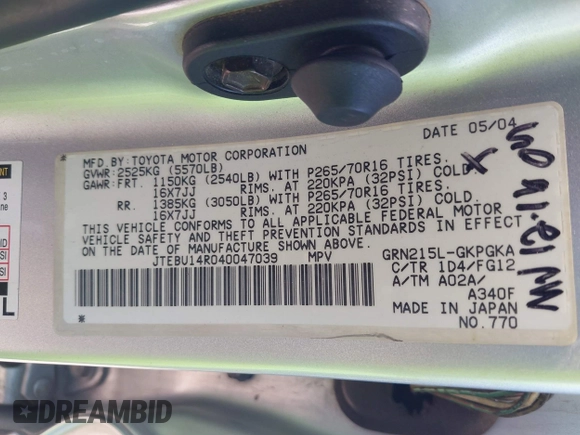 DATE 05/04
MFD.BY:TOYOTA MOTOR CORPORATION
GVWR:2525KG (5570LB)
GAWR:FRT. 1150KG (2540LB) WITH P265/70R16 TIRES.
16X7JJ RIMS. AT 220KPA (32PSI) COLD.
RR. 1385KG (3050LB) WITH P265/70R16 TIRES.
16X7JJ RIMS. AT 220KPA (32PSI) COLD.
THIS VEHICLE CONFORMS TO ALL APPLICABLE FEDERAL MOTOR
VEHICLE SAFETY AND THEFT PREVENTION STANDARDS IN EFFECT
ON THE DATE OF MANUFACTURE SHOWN ABOVE.
JTEBU14R040047039 MPV GRN215L-GKPGKA
C/TR 1D4/FG12
A/TM A02A/
A340F
MADE IN JAPAN
NO.770
DREAMBID